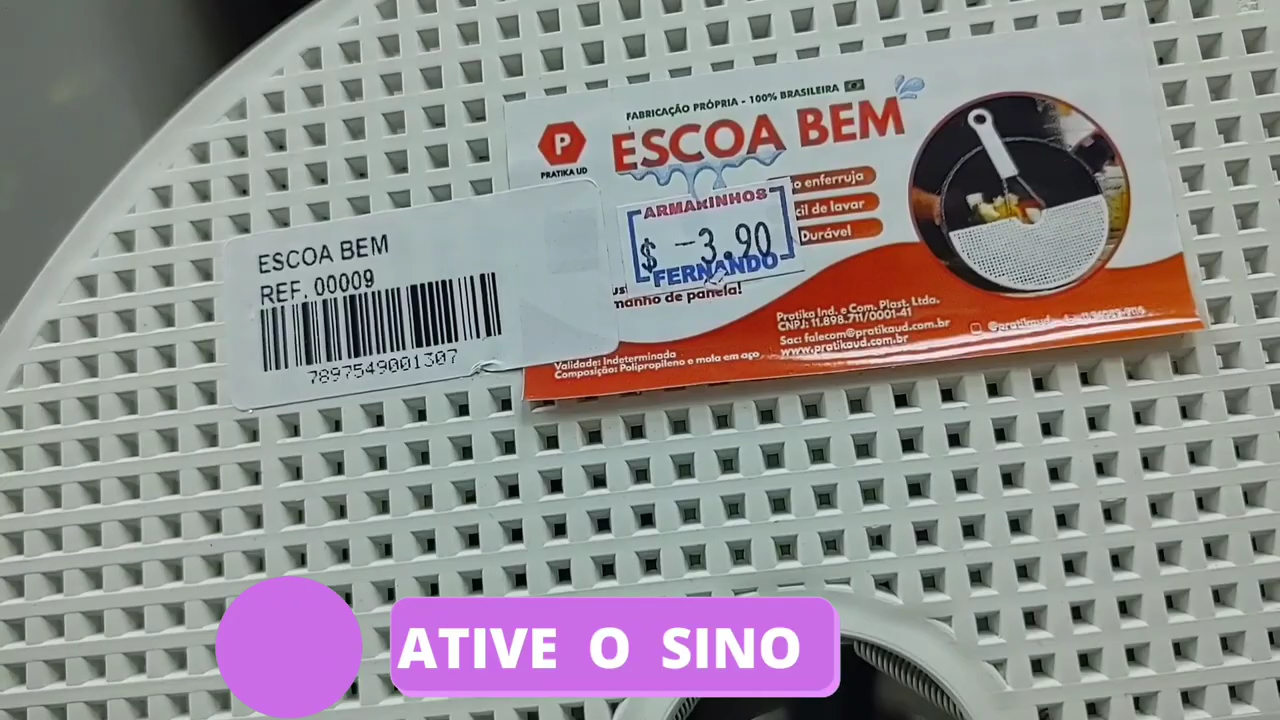 FABRICAÇÃO PRÓPRIA - 100% BRASILEIRA
P
PRATIKA UD
ESCOA BEM
o enferruja
cil de lavar
Durável
ARMARINHOS
$ -3,90
FERNANDO
manho de panela!
ESCOA BEM
REF. 00009
7897549001307
Validade: Indeterminada
Composição: Polipropileno e mola em aço
Pratika Ind. e Com. Plast. Ltda.
CNPJ: 11.898.711/0001-41
Sac: falecom@pratikaud.com.br
www.pratikaud.com.br
ATIVE O SINO